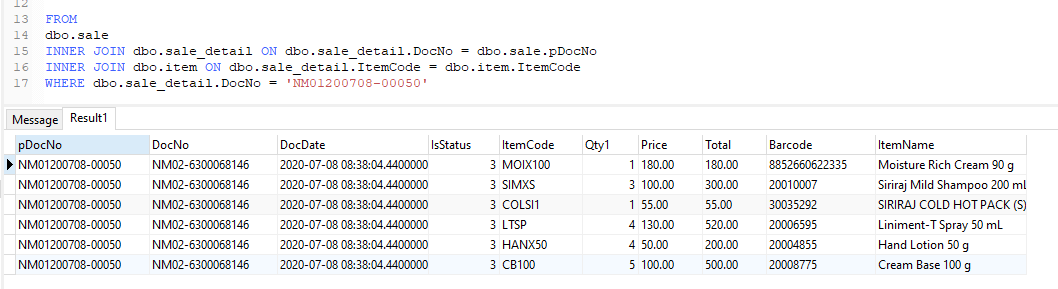 12
13 FROM
14 dbo.sale
15 INNER JOIN dbo.sale_detail ON dbo.sale_detail.DocNo = dbo.sale.pDocNo
16 INNER JOIN dbo.item ON dbo.sale_detail.ItemCode = dbo.item.ItemCode
17 WHERE dbo.sale_detail.DocNo = 'NM01200708-00050'
Message Result1
pDocNo DocNo DocDate IsStatus ItemCode Qty1 Price Total Barcode ItemName
NM01200708-00050 NM02-6300068146 2020-07-08 08:38:04.4400000 3 MOIX100 1 180.00 180.00 8852660622335 Moisture Rich Cream 90 g
NM01200708-00050 NM02-6300068146 2020-07-08 08:38:04.4400000 3 SIMXS 3 100.00 300.00 20010007 Siriraj Mild Shampoo 200 mL
NM01200708-00050 NM02-6300068146 2020-07-08 08:38:04.4400000 3 COLSI1 1 55.00 55.00 30035292 SIRIRAJ COLD HOT PACK (S)
NM01200708-00050 NM02-6300068146 2020-07-08 08:38:04.4400000 3 LTSP 4 130.00 520.00 20006595 Liniment-T Spray 50 mL
NM01200708-00050 NM02-6300068146 2020-07-08 08:38:04.4400000 3 HANX50 4 50.00 200.00 20004855 Hand Lotion 50 g
NM01200708-00050 NM02-6300068146 2020-07-08 08:38:04.4400000 3 CB100 5 100.00 500.00 20008775 Cream Base 100 g